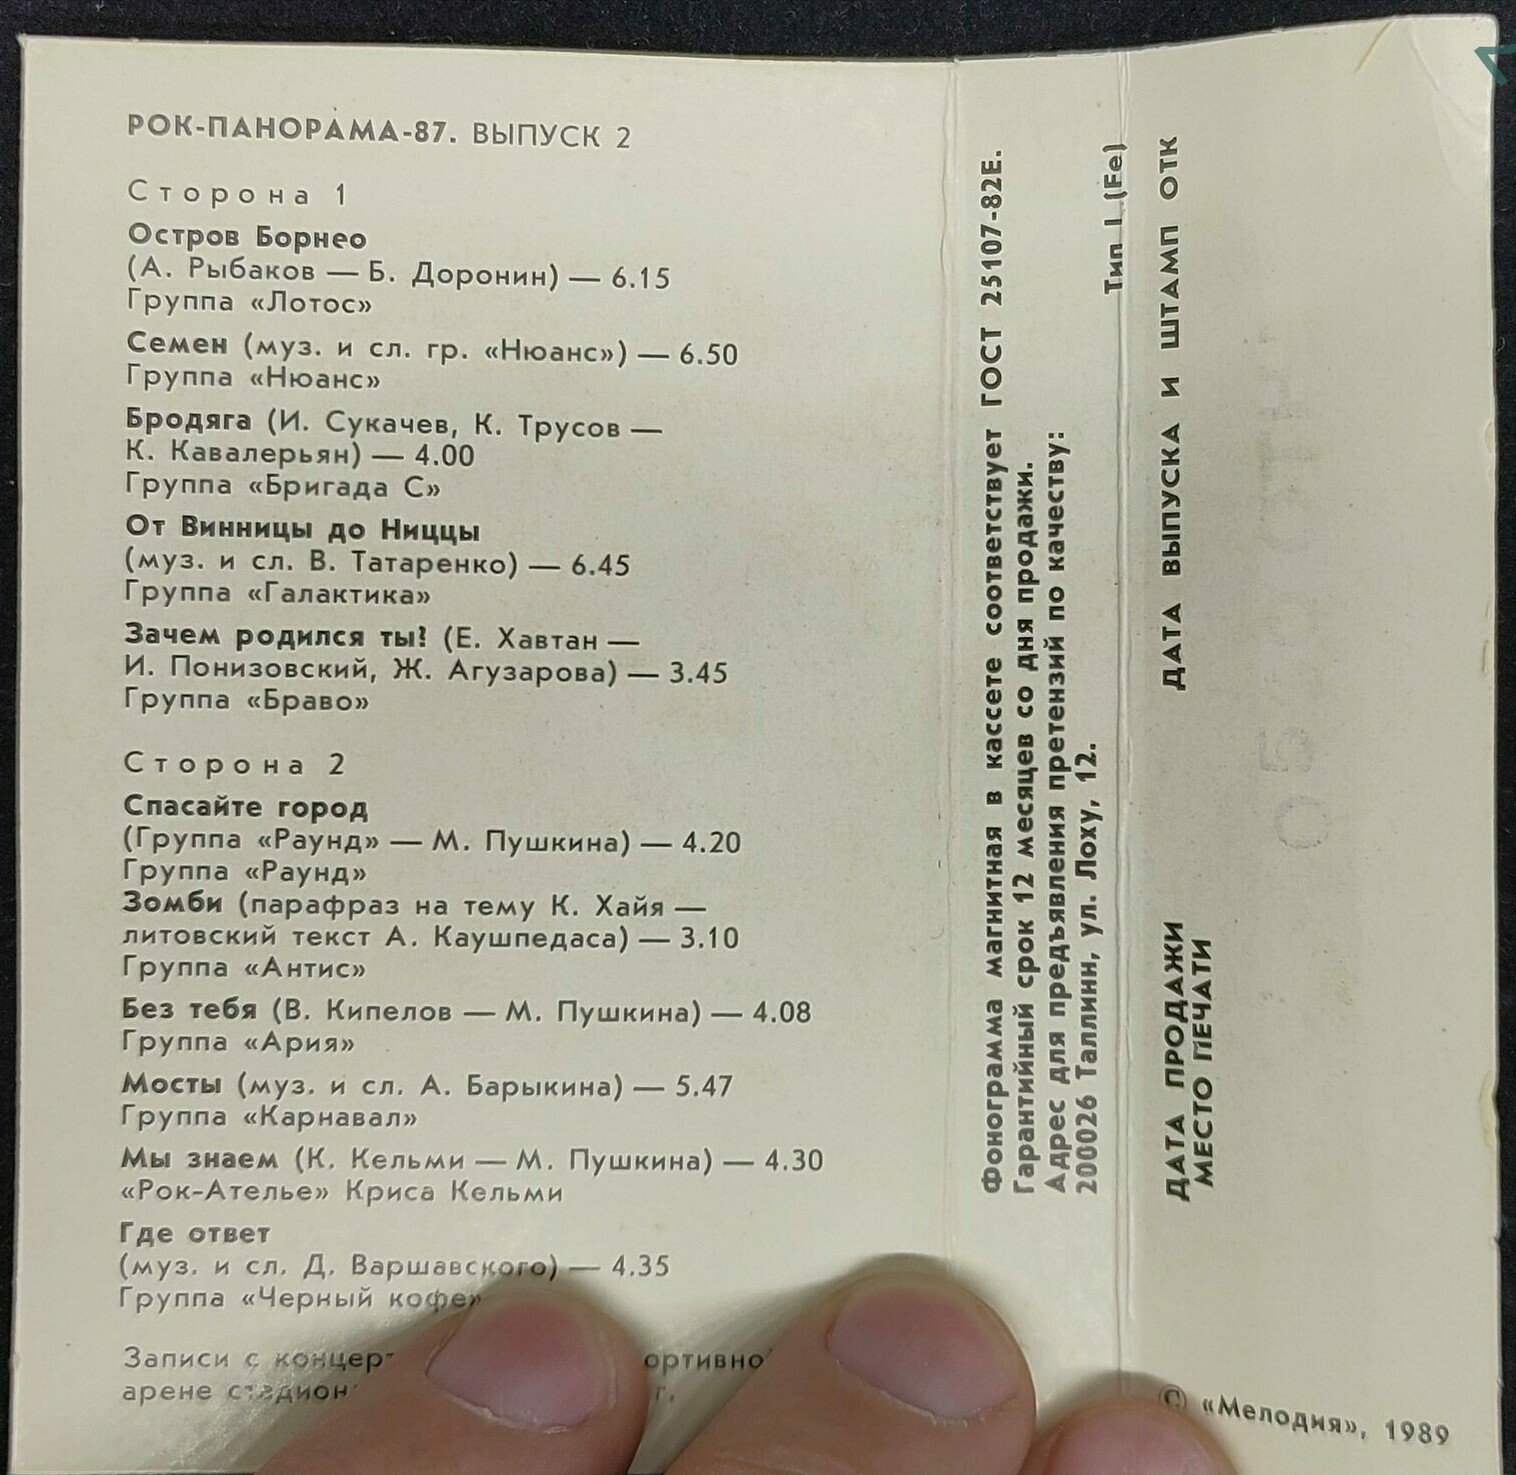 РОК-ПАНОРАМА-87. ВЫПУСК 2
Сторона 1
Остров Борнео
(А. Рыбаков — Б. Доронин) — 6.15
Группа «Лотос»
Семен (муз. и сл. гр. «Нюанс») — 6.50
Группа «Нюанс»
Бродяга (И. Сукачев, К. Трусов —
К. Кавалерьян) — 4.00
Группа «Бригада С»
От Винницы до Ниццы
(муз. и сл. В. Татаренко) — 6.45
Группа «Галактика»
Зачем родился ты? (Е. Хавтан —
И. Понизовский, Ж. Агузарова) — 3.45
Группа «Браво»
Сторона 2
Спасайте город
(Группа «Раунд» — М. Пушкина) — 4.20
Группа «Раунд»
Зомби (парафраз на тему К. Хайя —
литовский текст А. Каушпедаса) — 3.10
Группа «Антис»
Без тебя (В. Кипелов — М. Пушкина) — 4.08
Группа «Ария»
Мосты (муз. и сл. А. Барыкина) — 5.47
Группа «Карнавал»
Мы знаем (К. Кельми — М. Пушкина) — 4.30
«Рок-Ателье» Криса Кельми
Где ответ
(муз. и сл. Д. Варшавского) — 4.35
Группа «Черный кофе»
Записи с
арене г.
Фонограмма магнитная в кассете соответствует ГОСТ 25107-82Е.
Гарантийный срок 12 месяцев со дня продажи.
Адрес для предъявления претензий по качеству:
200026 Таллинн, ул. Лоху, 12.
Тип I (Fe)
ДАТА ВЫПУСКА И ШТАМП ОТК
ДАТА ПРОДАЖИ
МЕСТО ПЕЧАТИ
© «Мелодия», 1989